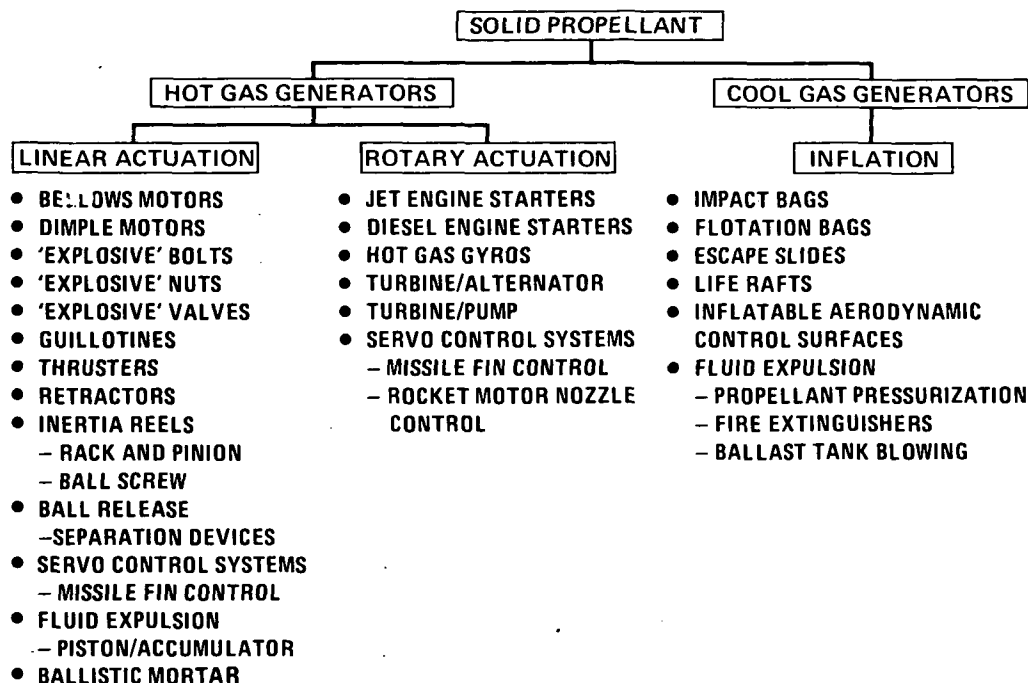 SOLID PROPELLANT
HOT GAS GENERATORS
COOL GAS GENERATORS
LINEAR ACTUATION
ROTARY ACTUATION
INFLATION
● BELLOWS MOTORS
● DIMPLE MOTORS
● 'EXPLOSIVE' BOLTS
● 'EXPLOSIVE' NUTS
● 'EXPLOSIVE' VALVES
● GUILLOTINES
● THRUSTERS
● RETRACTORS
● INERTIA REELS
– RACK AND PINION
– BALL SCREW
● BALL RELEASE
–SEPARATION DEVICES
● SERVO CONTROL SYSTEMS
– MISSILE FIN CONTROL
● FLUID EXPULSION
– PISTON/ACCUMULATOR
● BALLISTIC MORTAR
● JET ENGINE STARTERS
● DIESEL ENGINE STARTERS
● HOT GAS GYROS
● TURBINE/ALTERNATOR
● TURBINE/PUMP
● SERVO CONTROL SYSTEMS
– MISSILE FIN CONTROL
– ROCKET MOTOR NOZZLE
CONTROL
● IMPACT BAGS
● FLOTATION BAGS
● ESCAPE SLIDES
● LIFE RAFTS
● INFLATABLE AERODYNAMIC
CONTROL SURFACES
● FLUID EXPULSION
– PROPELLANT PRESSURIZATION
– FIRE EXTINGUISHERS
– BALLAST TANK BLOWING